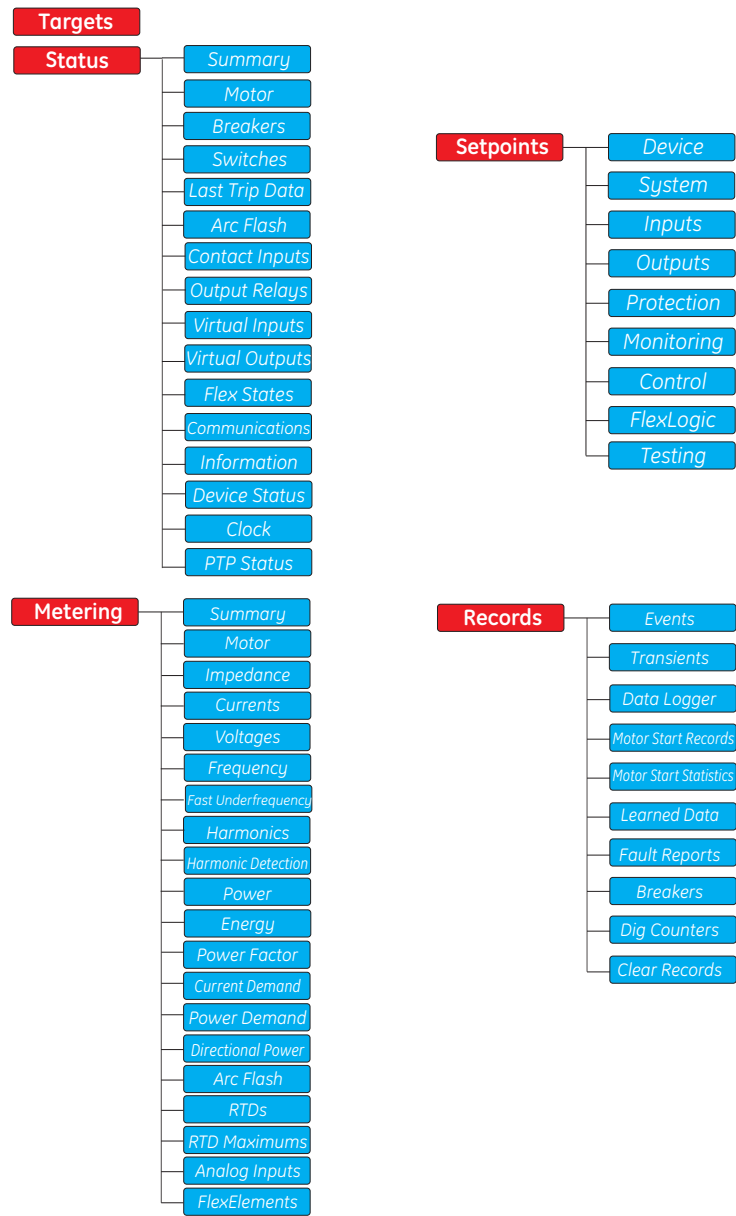 Targets
Status
Summary
Motor
Breakers
Switches
Last Trip Data
Arc Flash
Contact Inputs
Output Relays
Virtual Inputs
Virtual Outputs
Flex States
Communications
Information
Device Status
Clock
PTP Status
Setpoints
Device
System
Inputs
Outputs
Protection
Monitoring
Control
FlexLogic
Testing
Metering
Summary
Motor
Impedance
Currents
Voltages
Frequency
Fast Underfrequency
Harmonics
Harmonic Detection
Power
Energy
Power Factor
Current Demand
Power Demand
Directional Power
Arc Flash
RTDs
RTD Maximums
Analog Inputs
FlexElements
Records
Events
Transients
Data Logger
Motor Start Records
Motor Start Statistics
Learned Data
Fault Reports
Breakers
Dig Counters
Clear Records